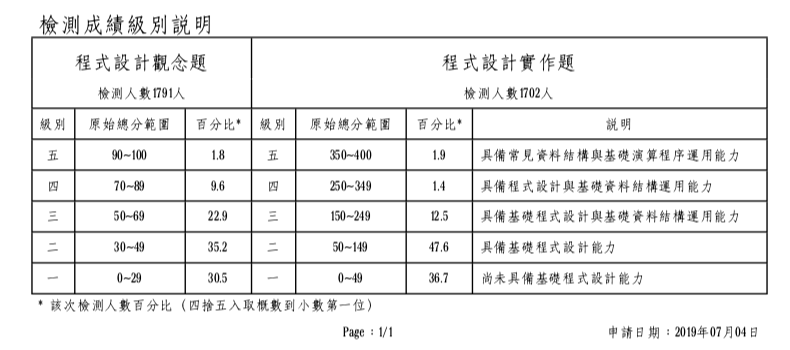 檢測成績級別說明
程式設計觀念題 程式設計實作題
檢測人數1791人 檢測人數1702人
級別 原始總分範圍 百分比* 級別 原始總分範圍 百分比* 說明
五 90~100 1.8 五 350~400 1.9 具備常見資料結構與基礎演算程序運用能力
四 70~89 9.6 四 250~349 1.4 具備程式設計與基礎資料結構運用能力
三 50~69 22.9 三 150~249 12.5 具備基礎程式設計與基礎資料結構運用能力
二 30~49 35.2 二 50~149 47.6 具備基礎程式設計能力
一 0~29 30.5 一 0~49 36.7 尚未具備基礎程式設計能力
* 該次檢測人數百分比（四捨五入取概數到小數第一位）
Page：1/1 申請日期：2019年07月04日